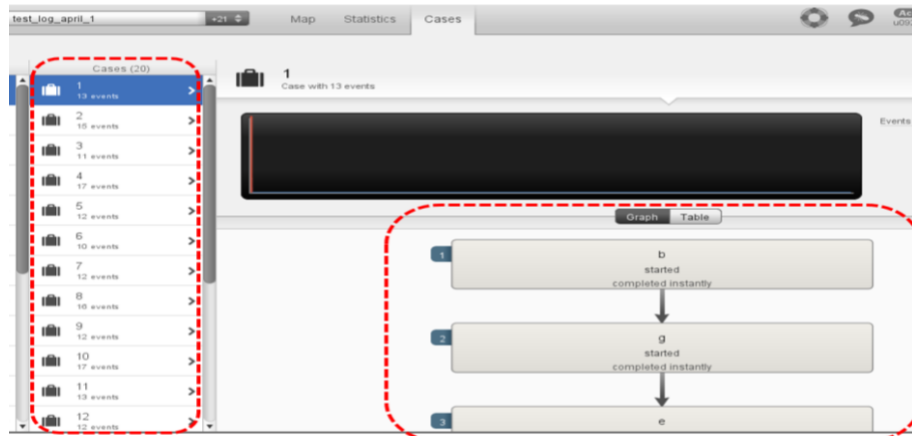 test_log_april_1
+21
Map
Statistics
Cases
Cases (20)
1
13 events
2
16 events
3
11 events
4
17 events
5
12 events
6
10 events
7
12 events
8
16 events
9
12 events
10
17 events
11
13 events
12
12 events
1
Case with 13 events
Events
Graph Table
1
b
started
completed instantly
2
g
started
completed instantly
3
e